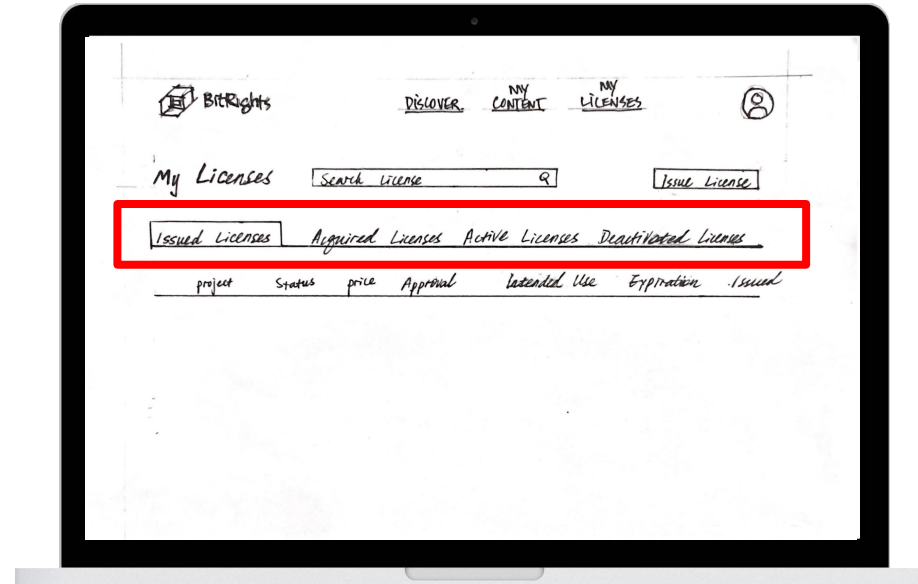 BitRights DISCOVER. MY CONTENT MY LICENSES
My Licenses Search License Issue License
Issued Licenses Acquired Licenses Active Licenses Deactivated Licenses
project Status price Approval Intended Use Expiration Issued